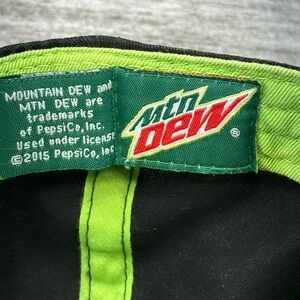 MOUNTAIN DEW and
MTN DEW are
trademarks
of PepsiCo, Inc.
Used under license
©2015 PepsiCo, Inc
Mtn
DEW
®